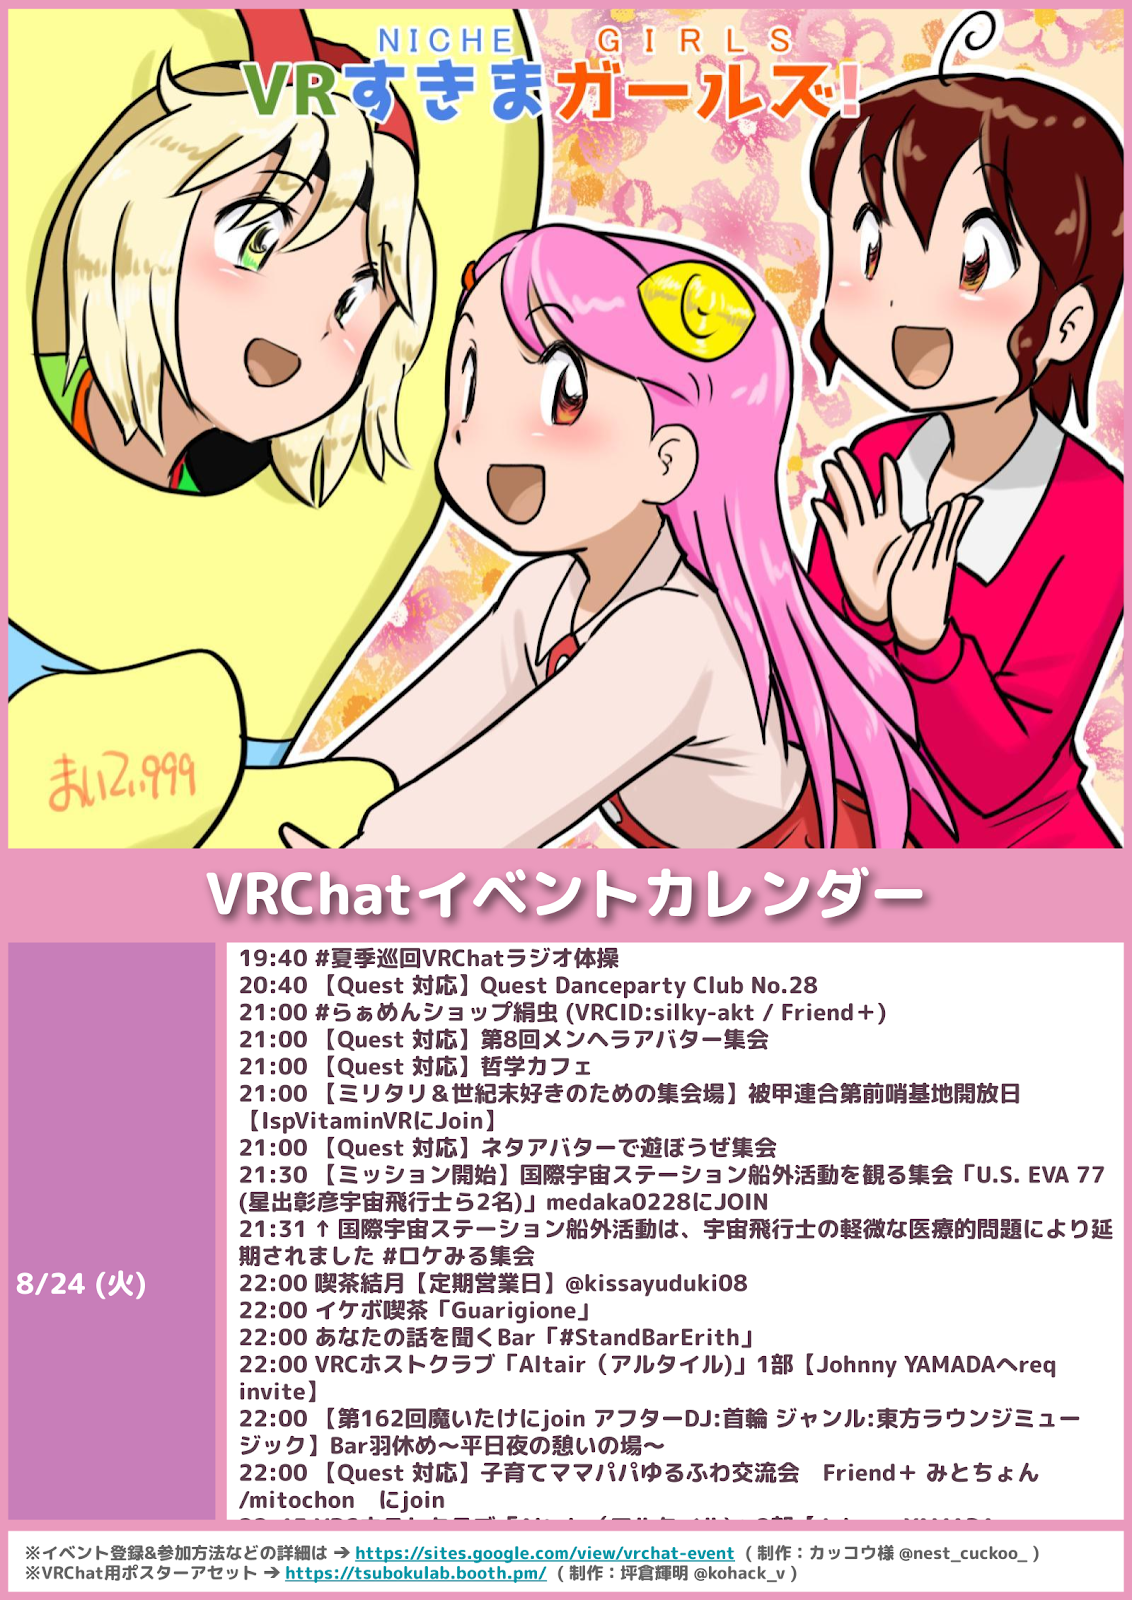 NICHE GIRLS
VRすきまガールズ!
まいてぃ999
VRChatイベントカレンダー
8/24 (火)
19:40 #夏季巡回VRChatラジオ体操
20:40 【Quest 対応】Quest Danceparty Club No.28
21:00 #らぁめんショップ絹虫 (VRCID:silky-akt / Friend＋)
21:00 【Quest 対応】第8回メンヘラアバター集会
21:00 【Quest 対応】哲学カフェ
21:00 【ミリタリ＆世紀末好きのための集会場】被甲連合第前哨基地開放日
【IspVitaminVRにJoin】
21:00 【Quest 対応】ネタアバターで遊ぼうぜ集会
21:30 【ミッション開始】国際宇宙ステーション船外活動を観る集会「U.S. EVA 77
(星出彰彦宇宙飛行士ら2名)」medaka0228にJOIN
21:31 ↑ 国際宇宙ステーション船外活動は、宇宙飛行士の軽微な医療的問題により延
期されました #ロケみる集会
22:00 喫茶結月【定期営業日】@kissayuduki08
22:00 イケボ喫茶「Guarigione」
22:00 あなたの話を聞くBar「#StandBarErith」
22:00 VRCホストクラブ「Altair（アルタイル)」1部【Johnny YAMADAへreq
invite】
22:00 【第162回魔いたけにjoin アフターDJ:首輪 ジャンル:東方ラウンジミュー
ジック】Bar羽休め～平日夜の憩いの場～
22:00 【Quest 対応】子育てママパパゆるふわ交流会　Friend＋ みとちょん
/mitochon　にjoin
※イベント登録&参加方法などの詳細は ➔ https://sites.google.com/view/vrchat-event ( 制作：カッコウ様 @nest_cuckoo_ )
※VRChat用ポスターアセット ➔ https://tsubokulab.booth.pm/ ( 制作：坪倉輝明 @kohack_v )